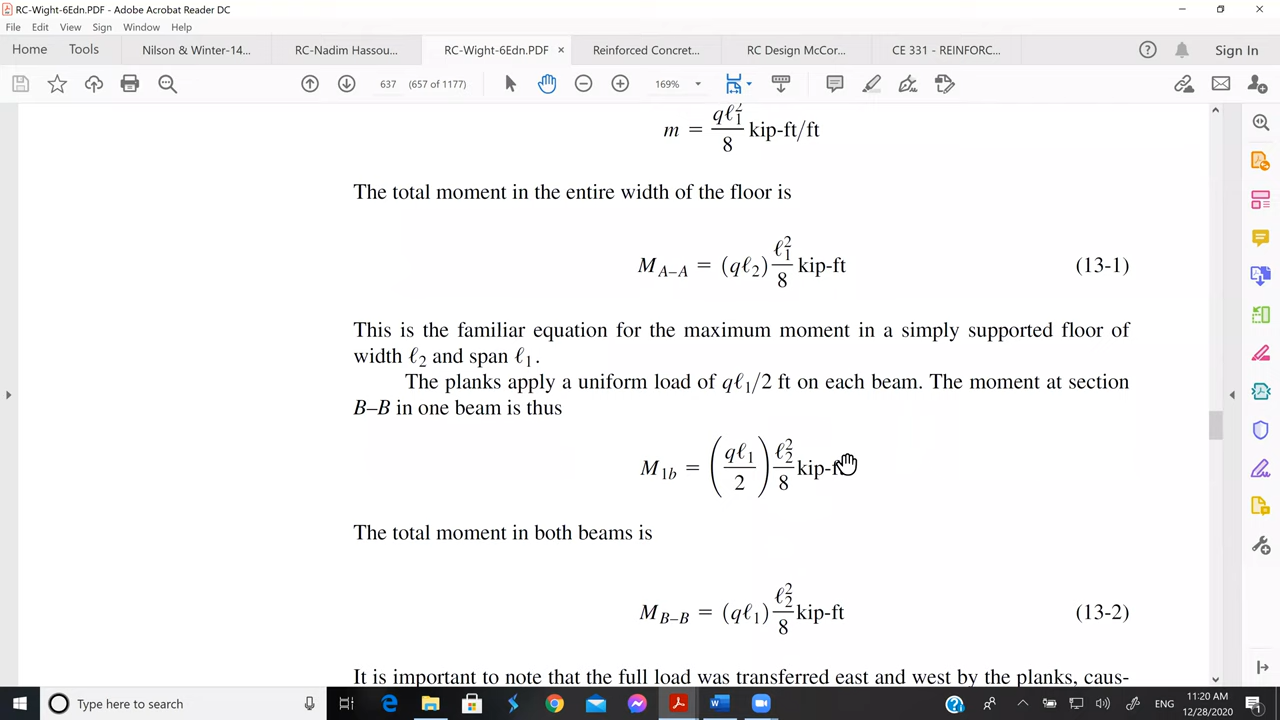 RC-Wight-6Edn.PDF - Adobe Acrobat Reader DC
File Edit View Sign Window Help
Home Tools Nilson & Winter-14... RC-Nadim Hassou... RC-Wight-6Edn.PDF × Reinforced Concret... RC Design McCor... CE 331 - REINFORC... Sign In
637 (657 of 1177) 169%
m = qℓ₁²/8 kip-ft/ft
The total moment in the entire width of the floor is
M A–A = (qℓ₂) ℓ₁²/8 kip-ft (13-1)
This is the familiar equation for the maximum moment in a simply supported floor of
width ℓ₂ and span ℓ₁.
The planks apply a uniform load of qℓ₁/2 ft on each beam. The moment at section
B–B in one beam is thus
M 1b = (qℓ₁/2) ℓ₂²/8 kip-f
The total moment in both beams is
M B–B = (qℓ₁) ℓ₂²/8 kip-ft (13-2)
It is important to note that the full load was transferred east and west by the planks, caus-
Type here to search
ENG
11:20 AM
12/28/2020